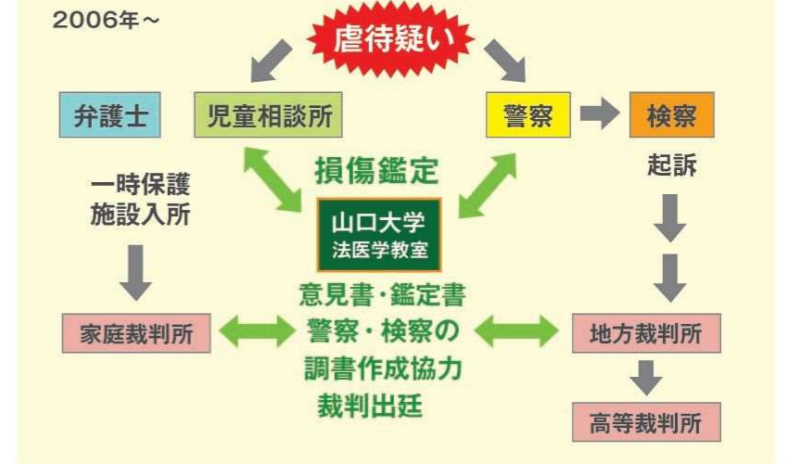 2006年～
虐待疑い
弁護士
児童相談所
警察
検察
一時保護
施設入所
損傷鑑定
起訴
山口大学
法医学教室
意見書・鑑定書
警察・検察の
調書作成協力
裁判出廷
家庭裁判所
地方裁判所
高等裁判所